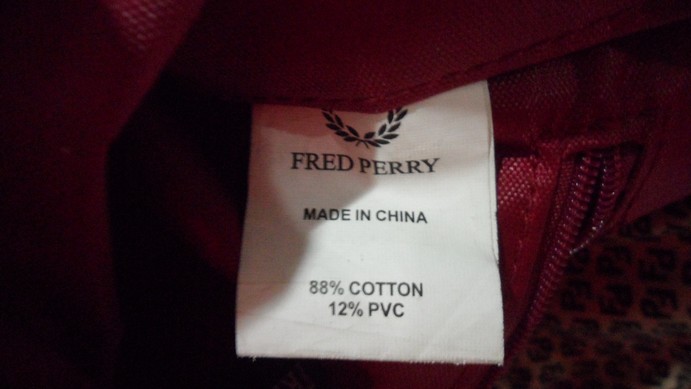 FRED PERRY
MADE IN CHINA
88% COTTON
12% PVC